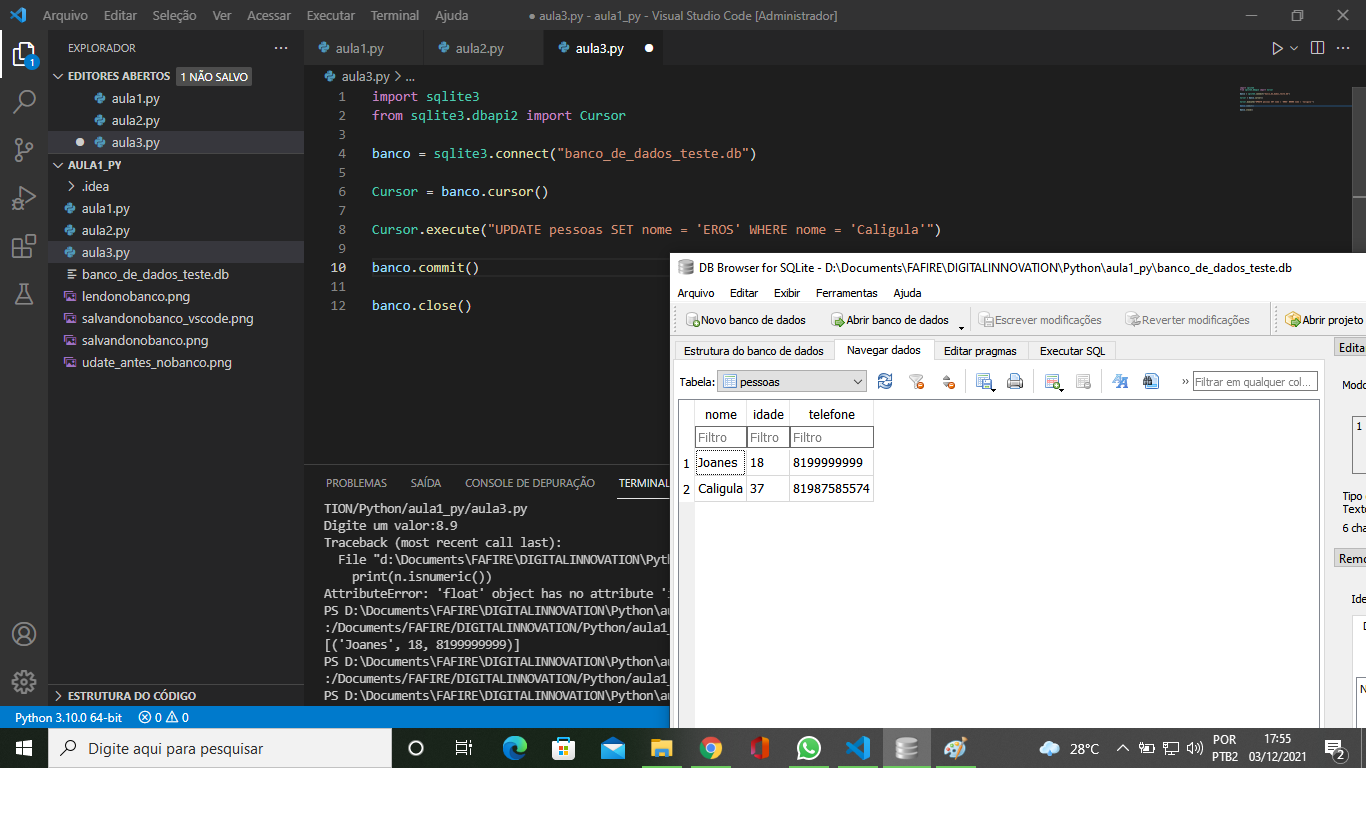 Arquivo Editar Seleção Ver Acessar Executar Terminal Ajuda ● aula3.py - aula1_py - Visual Studio Code [Administrador]
EXPLORADOR ...
EDITORES ABERTOS 1 NÃO SALVO
aula1.py
aula2.py
aula3.py
AULA1_PY
.idea
aula1.py
aula2.py
aula3.py
banco_de_dados_teste.db
lendonobanco.png
salvandonobanco_vscode.png
salvandonobanco.png
udate_antes_nobanco.png
ESTRUTURA DO CÓDIGO
1
aula1.py aula2.py aula3.py ●
aula3.py > ...
1 import sqlite3
2 from sqlite3.dbapi2 import Cursor
3
4 banco = sqlite3.connect("banco_de_dados_teste.db")
5
6 Cursor = banco.cursor()
7
8 Cursor.execute("UPDATE pessoas SET nome = 'EROS' WHERE nome = 'Caligula'")
9
10 banco.commit()
11
12 banco.close()
PROBLEMAS SAÍDA CONSOLE DE DEPURAÇÃO TERMINAL
TION/Python/aula1_py/aula3.py
Digite um valor:8.9
Traceback (most recent call last):
File "d:\Documents\FAFIRE\DIGITALINNOVATION\Pyth
print(n.isnumeric())
AttributeError: 'float' object has no attribute '
PS D:\Documents\FAFIRE\DIGITALINNOVATION\Python\au
:/Documents/FAFIRE/DIGITALINNOVATION/Python/aula1_
[('Joanes', 18, 8199999999)]
PS D:\Documents\FAFIRE\DIGITALINNOVATION\Python\au
:/Documents/FAFIRE/DIGITALINNOVATION/Python/aula1_
PS D:\Documents\FAFIRE\DIGITALINNOVATION\Python\au
DB Browser for SQLite - D:\Documents\FAFIRE\DIGITALINNOVATION\Python\aula1_py\banco_de_dados_teste.db
Arquivo Editar Exibir Ferramentas Ajuda
Novo banco de dados Abrir banco de dados Escrever modificações Reverter modificações Abrir projeto
Estrutura do banco de dados Navegar dados Editar pragmas Executar SQL
Tabela: pessoas » Filtrar em qualquer col...
nome idade telefone
Filtro Filtro Filtro
1 Joanes 18 8199999999
2 Caligula 37 81987585574
Edita
Modo
1
Tipo
Texto
6 cha
Remo
Ide
Python 3.10.0 64-bit 0 0
Digite aqui para pesquisar 28°C POR 17:55
PTB2 03/12/2021 2